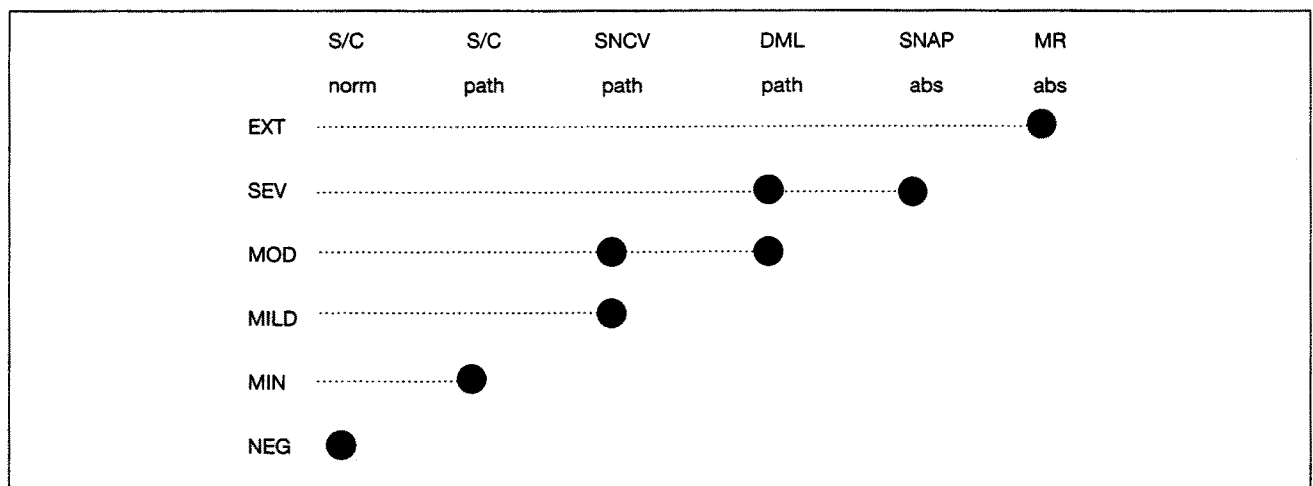 S/C S/C SNCV DML SNAP MR
norm path path path abs abs
EXT
SEV
MOD
MILD
MIN
NEG